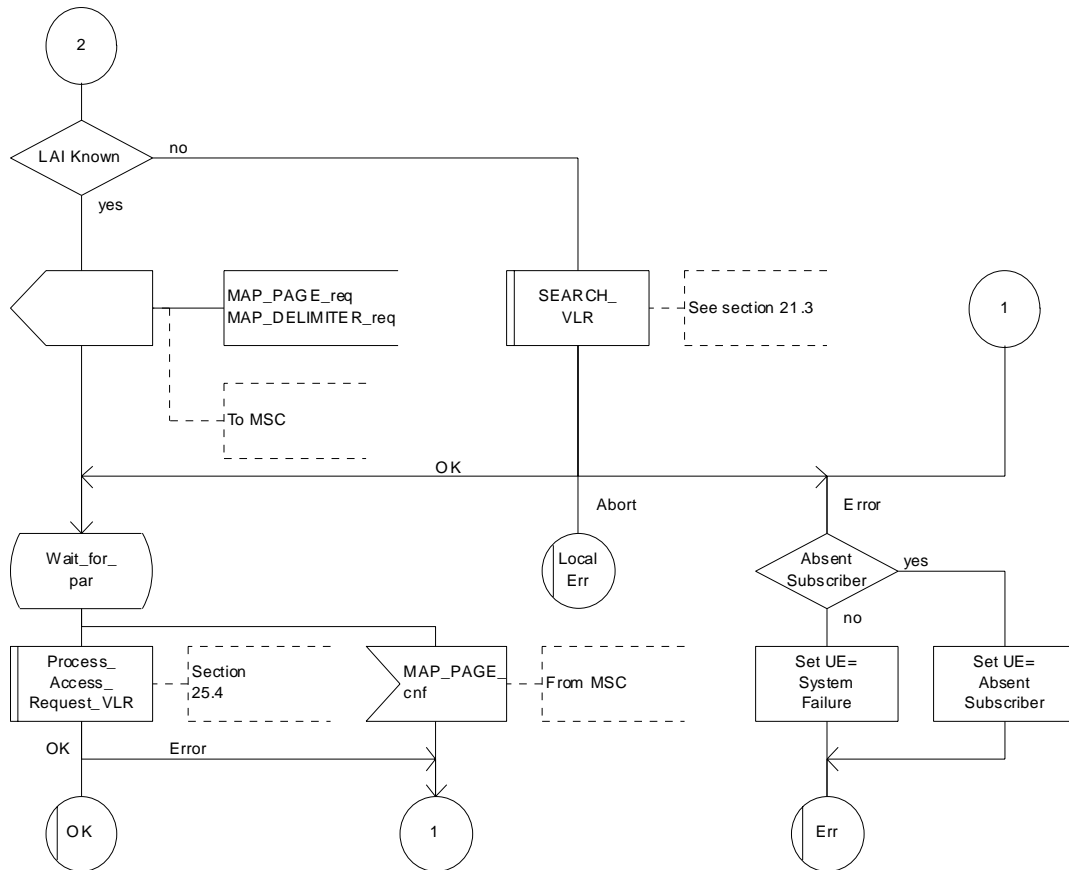 2
LAI Known
no
yes
MAP_PAGE_req
MAP_DELIMITER_req
SEARCH_
VLR
See section 21.3
1
To MSC
OK
Abort
Error
Wait_for_
par
Local
Err
Absent
Subscriber
yes
no
Process_
Access_
Request_VLR
Section
25.4
MAP_PAGE_
cnf
From MSC
Set UE=
System
Failure
Set UE=
Absent
Subscriber
OK
Error
OK
1
Err